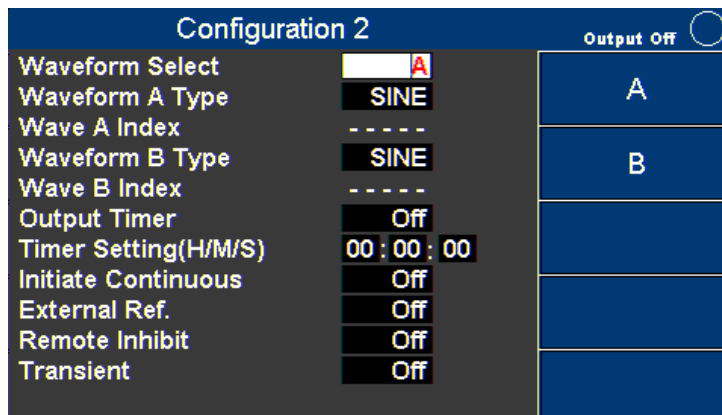 Configuration 2
Output Off
Waveform Select A
Waveform A Type SINE
Wave A Index - - - - -
Waveform B Type SINE
Wave B Index - - - - -
Output Timer Off
Timer Setting(H/M/S) 00 : 00 : 00
Initiate Continuous Off
External Ref. Off
Remote Inhibit Off
Transient Off
A
B